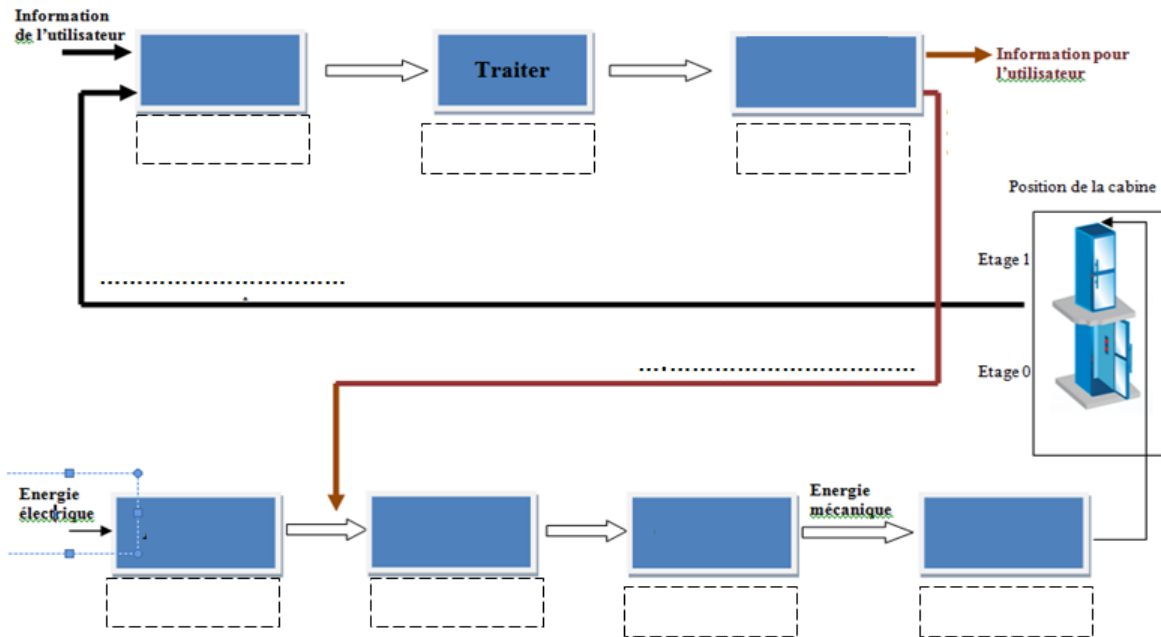 Information
de l’utilisateur
Traiter
Information pour
l’utilisateur
Position de la cabine
Etage 1
.................................
Etage 0
....................................
Energie
électrique
Energie
mécanique